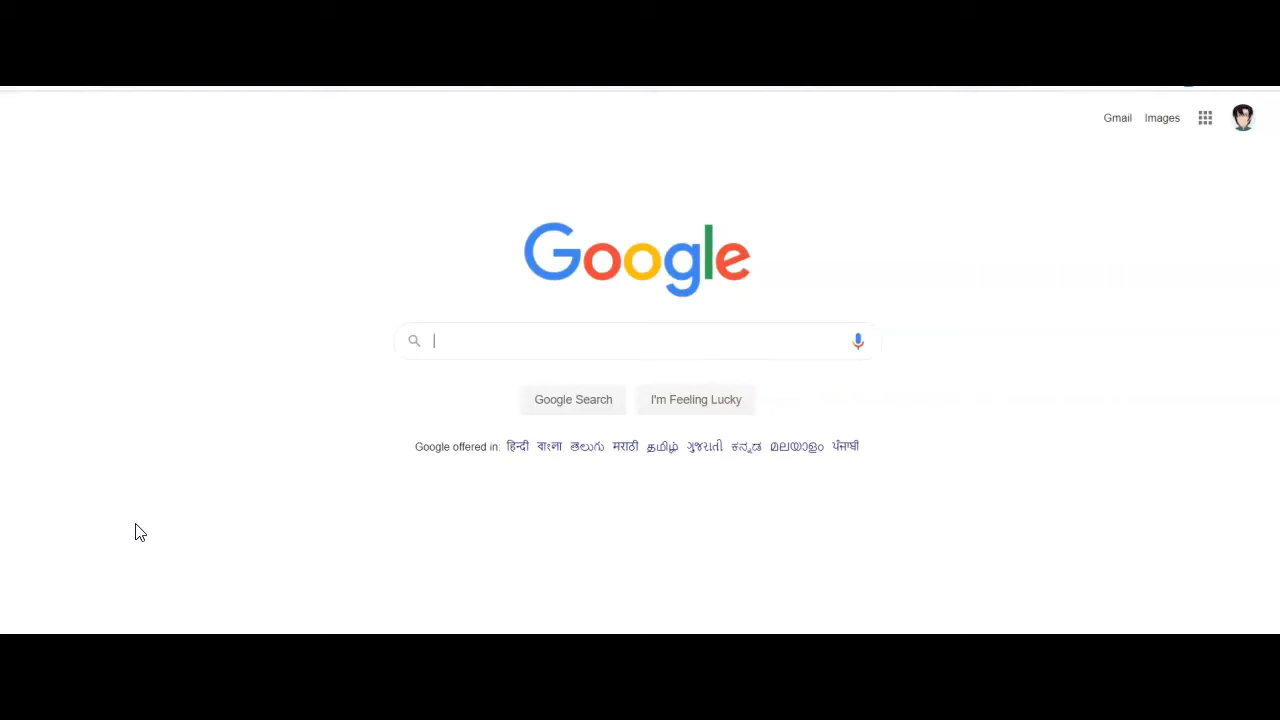 Gmail Images
Google
Google Search I'm Feeling Lucky
Google offered in: हिन्दी বাংলা తెలుగు मराठी தமிழ் ગુજરાતી ಕನ್ನಡ മലയാളം ਪੰਜਾਬੀ